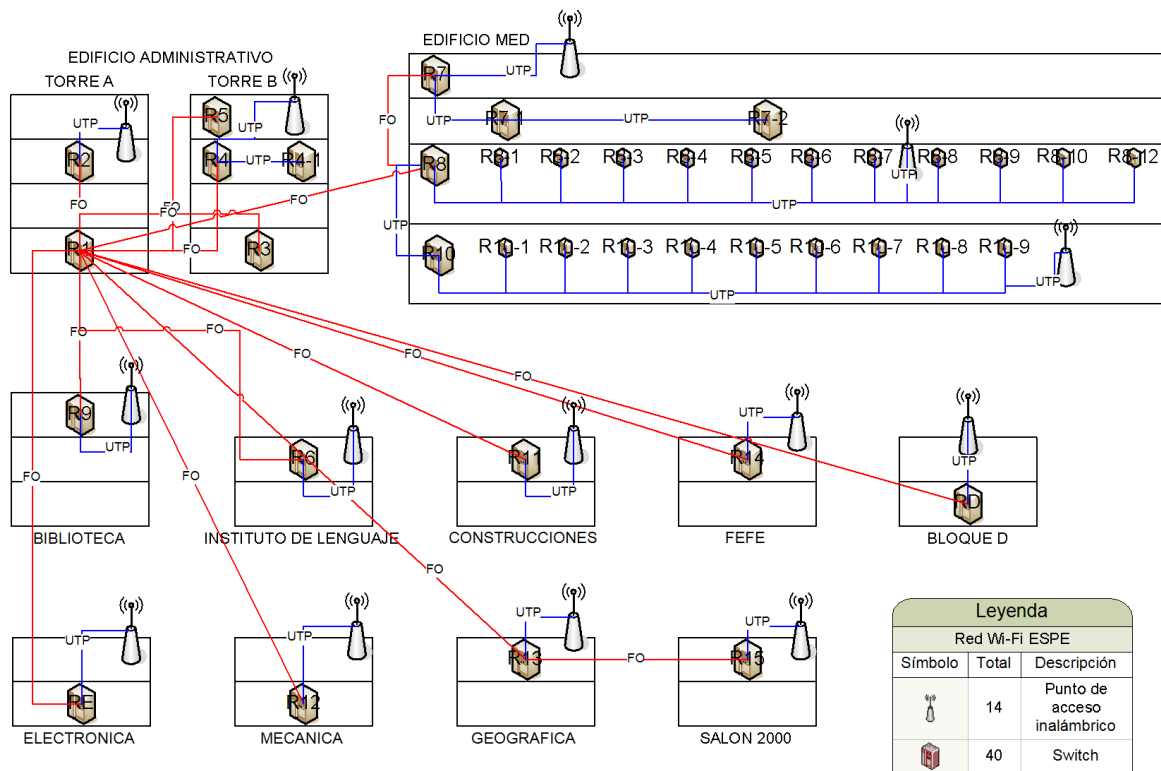 EDIFICIO ADMINISTRATIVO
TORRE A
TORRE B
EDIFICIO MED
R7
UTP
R5
UTP
UTP
FO
UTP
R7-1
UTP
R7-2
R2
R4
UTP
R4-1
R8
R8-1
R8-2
R8-3
R8-4
R8-5
R8-6
R8-7
R8-8
R8-9
R8-10
R8-12
UTP
FO
FO
FO
UTP
UTP
R1
FO
R3
R10
R10-1
R10-2
R10-3
R10-4
R10-5
R10-6
R10-7
R10-8
R10-9
UTP
UTP
FO
FO
FO
FO
FO
R9
UTP
UTP
UTP
FO
R6
R11
R14
UTP
FO
UTP
UTP
RD
BIBLIOTECA
INSTITUTO DE LENGUAJE
CONSTRUCCIONES
FEFE
BLOQUE D
FO
UTP
UTP
UTP
UTP
R13
FO
R15
RE
R12
ELECTRONICA
MECANICA
GEOGRAFICA
SALON 2000
Leyenda
Red Wi-Fi ESPE
Símbolo
Total
Descripción
14
Punto de
acceso
inalámbrico
40
Switch